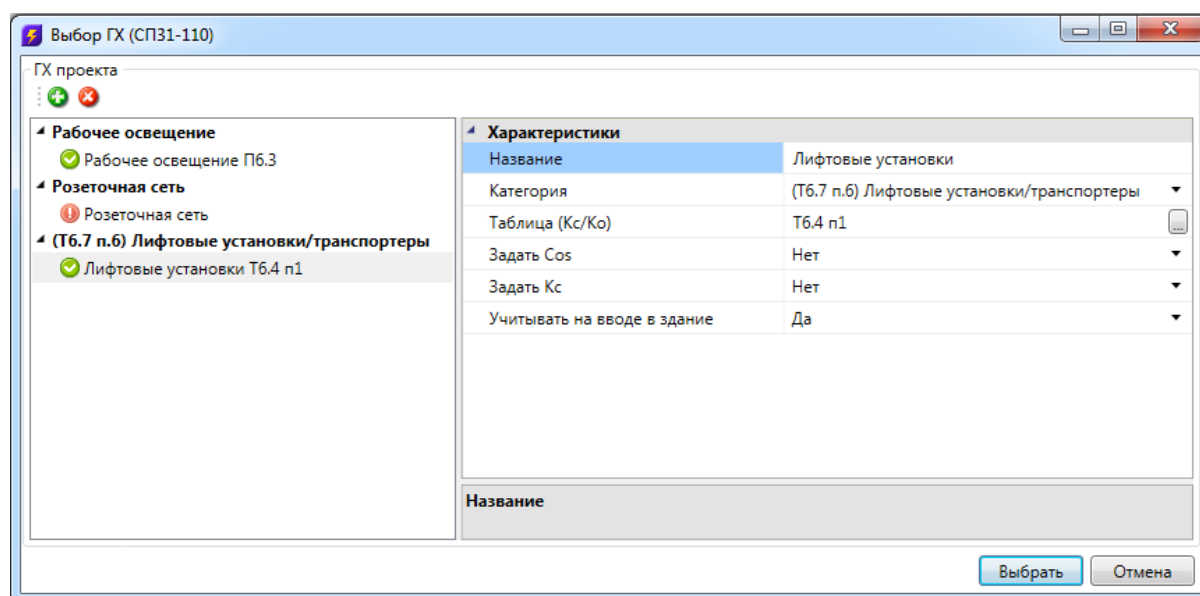 Выбор ГХ (СП31-110)
ГХ проекта
Рабочее освещение
Рабочее освещение П6.3
Розеточная сеть
Розеточная сеть
(Т6.7 п.6) Лифтовые установки/транспортеры
Лифтовые установки Т6.4 п1
Характеристики
Название Лифтовые установки
Категория (Т6.7 п.6) Лифтовые установки/транспортеры
Таблица (Кс/Ко) Т6.4 п1 ...
Задать Cos Нет
Задать Кс Нет
Учитывать на вводе в здание Да
Название
Выбрать Отмена